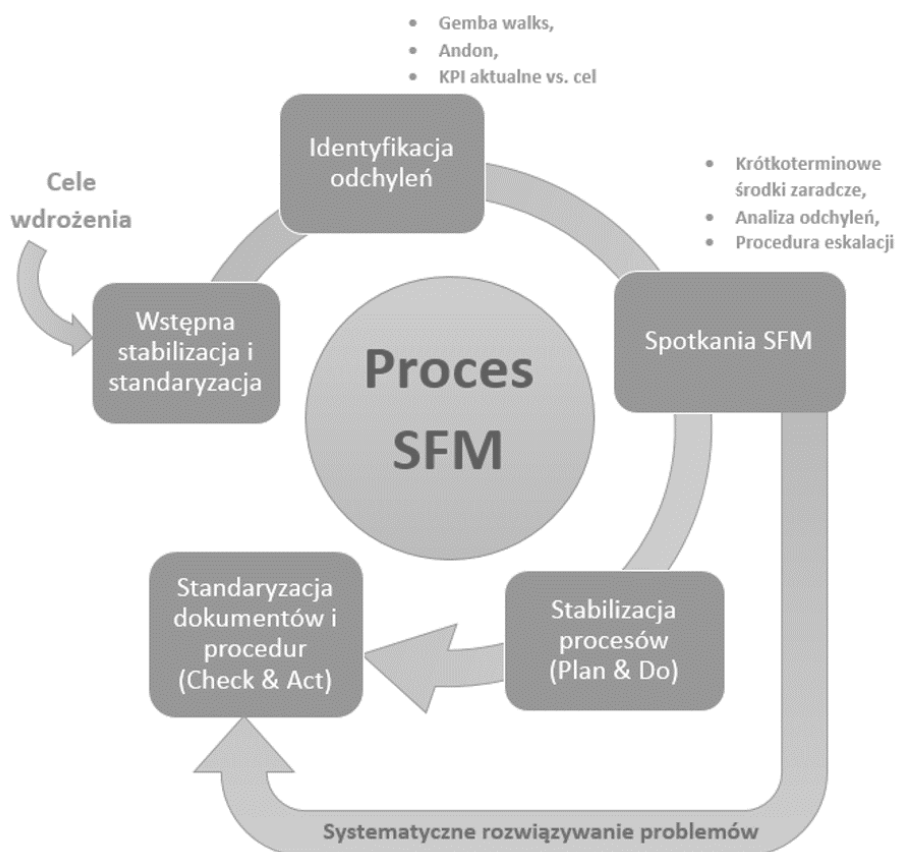 • Gemba walks,
• Andon,
• KPI aktualne vs. cel
Identyfikacja
odchyleń
• Krótkoterminowe
środki zaradcze,
• Analiza odchyleń,
• Procedura eskalacji
Cele
wdrożenia
Wstępna
stabilizacja i
standaryzacja
Spotkania SFM
Proces
SFM
Standaryzacja
dokumentów i
procedur
(Check & Act)
Stabilizacja
procesów
(Plan & Do)
Systematyczne rozwiązywanie problemów